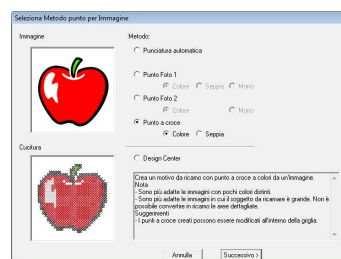 Seleziona Metodo punto per Immagine
Immagine
Metodo:
Punciatura automatica
Punto Foto 1
Colore Seppia Mono
Punto Foto 2
Colore Mono
Punto a croce
Colore Seppia
Cucitura
Design Center
Crea un motivo da ricamo con punto a croce a colori da un'immagine.
Nota
- Sono più adatte le immagini con pochi colori distinti.
- Sono più adatte le immagini in cui il soggetto da ricamare è grande. Non è
possibile convertire in ricamo le aree dettagliate.
Suggerimenti
- I punti a croce creati possono essere modificati all'interno della griglia.
Annulla
Successivo >